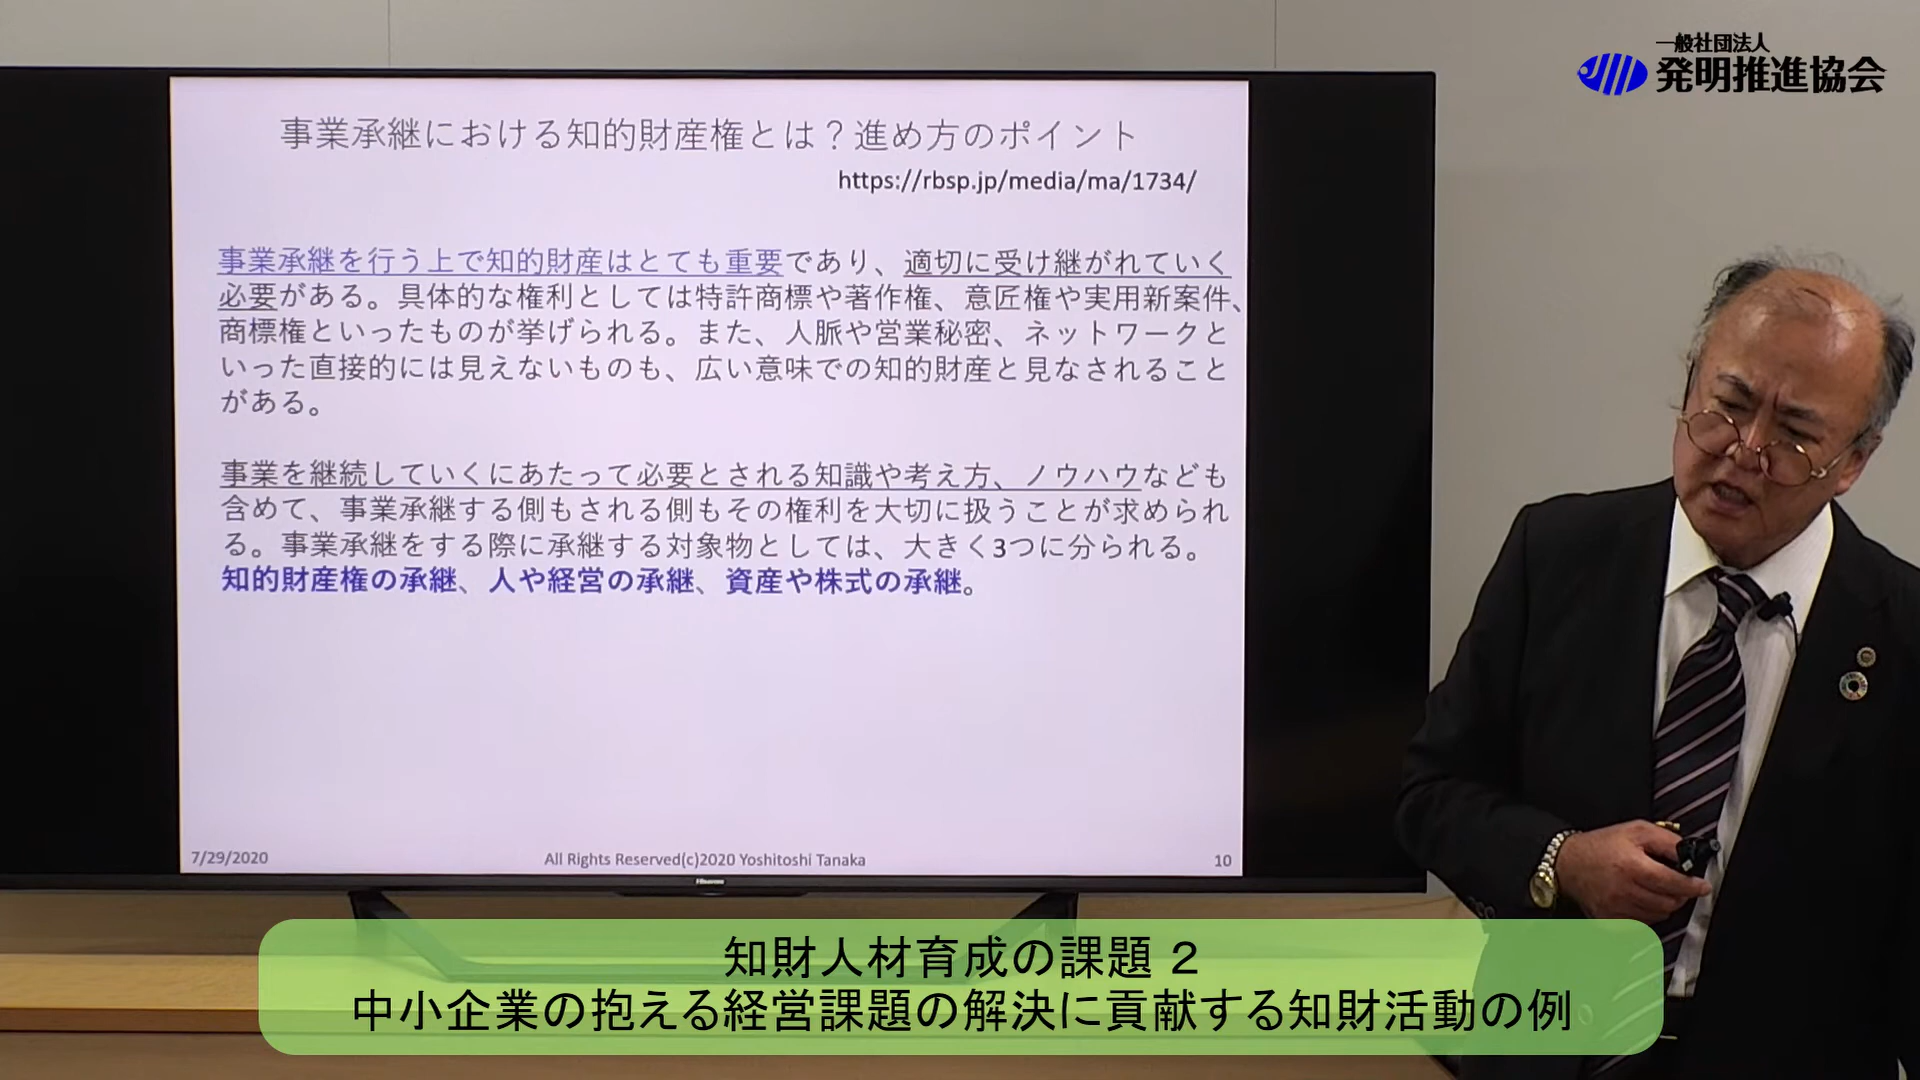 一般社団法人
発明推進協会
事業承継における知的財産権とは？進め方のポイント
https://rbsp.jp/media/ma/1734/
事業承継を行う上で知的財産はとても重要であり、適切に受け継がれていく
必要がある。具体的な権利としては特許商標や著作権、意匠権や実用新案件、
商標権といったものが挙げられる。また、人脈や営業秘密、ネットワークと
いった直接的には見えないものも、広い意味での知的財産と見なされること
がある。
事業を継続していくにあたって必要とされる知識や考え方、ノウハウなども
含めて、事業承継する側もされる側もその権利を大切に扱うことが求められ
る。事業承継をする際に承継する対象物としては、大きく3つに分られる。
知的財産権の承継、人や経営の承継、資産や株式の承継。
7/29/2020
All Rights Reserved(c)2020 Yoshitoshi Tanaka
10
Hisense
知財人材育成の課題 2
中小企業の抱える経営課題の解決に貢献する知財活動の例